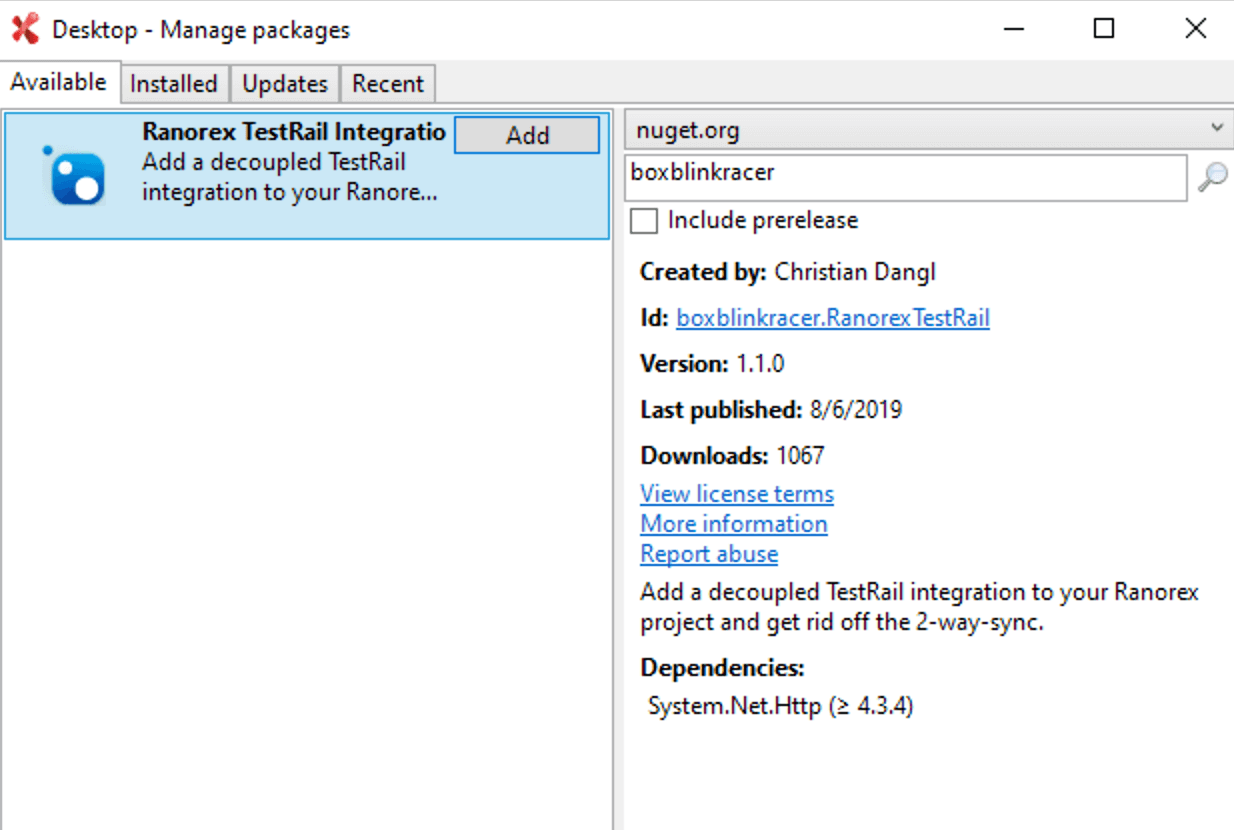 Desktop - Manage packages
Available
Installed
Updates
Recent
Ranorex TestRail Integratio
Add
Add a decoupled TestRail
integration to your Ranore...
nuget.org
boxblinkracer
Include prerelease
Created by: Christian Dangl
Id: boxblinkracer.RanorexTestRail
Version: 1.1.0
Last published: 8/6/2019
Downloads: 1067
View license terms
More information
Report abuse
Add a decoupled TestRail integration to your Ranorex
project and get rid off the 2-way-sync.
Dependencies:
System.Net.Http (≥ 4.3.4)